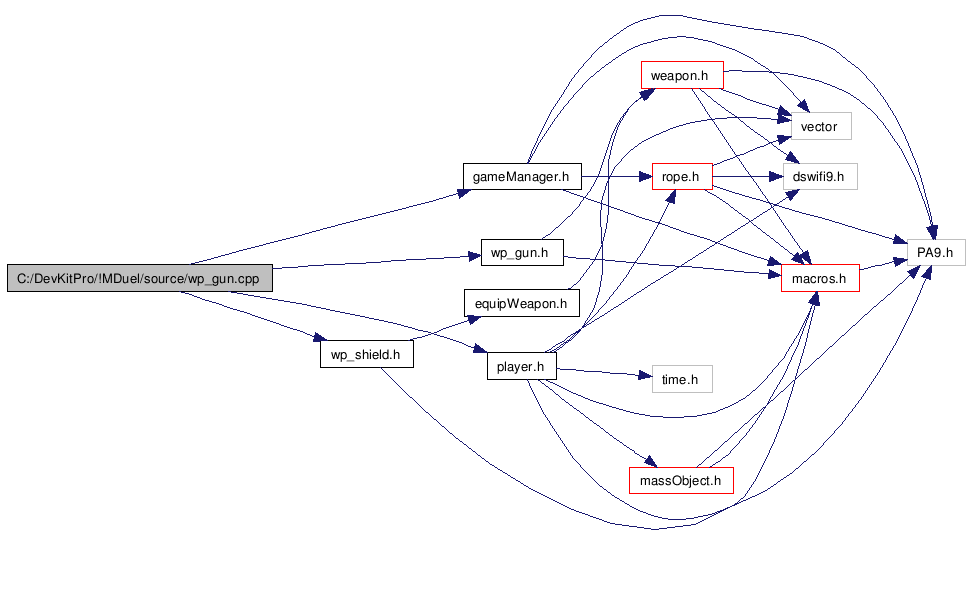 weapon.h
vector
gameManager.h
rope.h
dswifi9.h
wp_gun.h
PA9.h
C:/DevKitPro/!MDuel/source/wp_gun.cpp
macros.h
equipWeapon.h
wp_shield.h
player.h
time.h
massObject.h